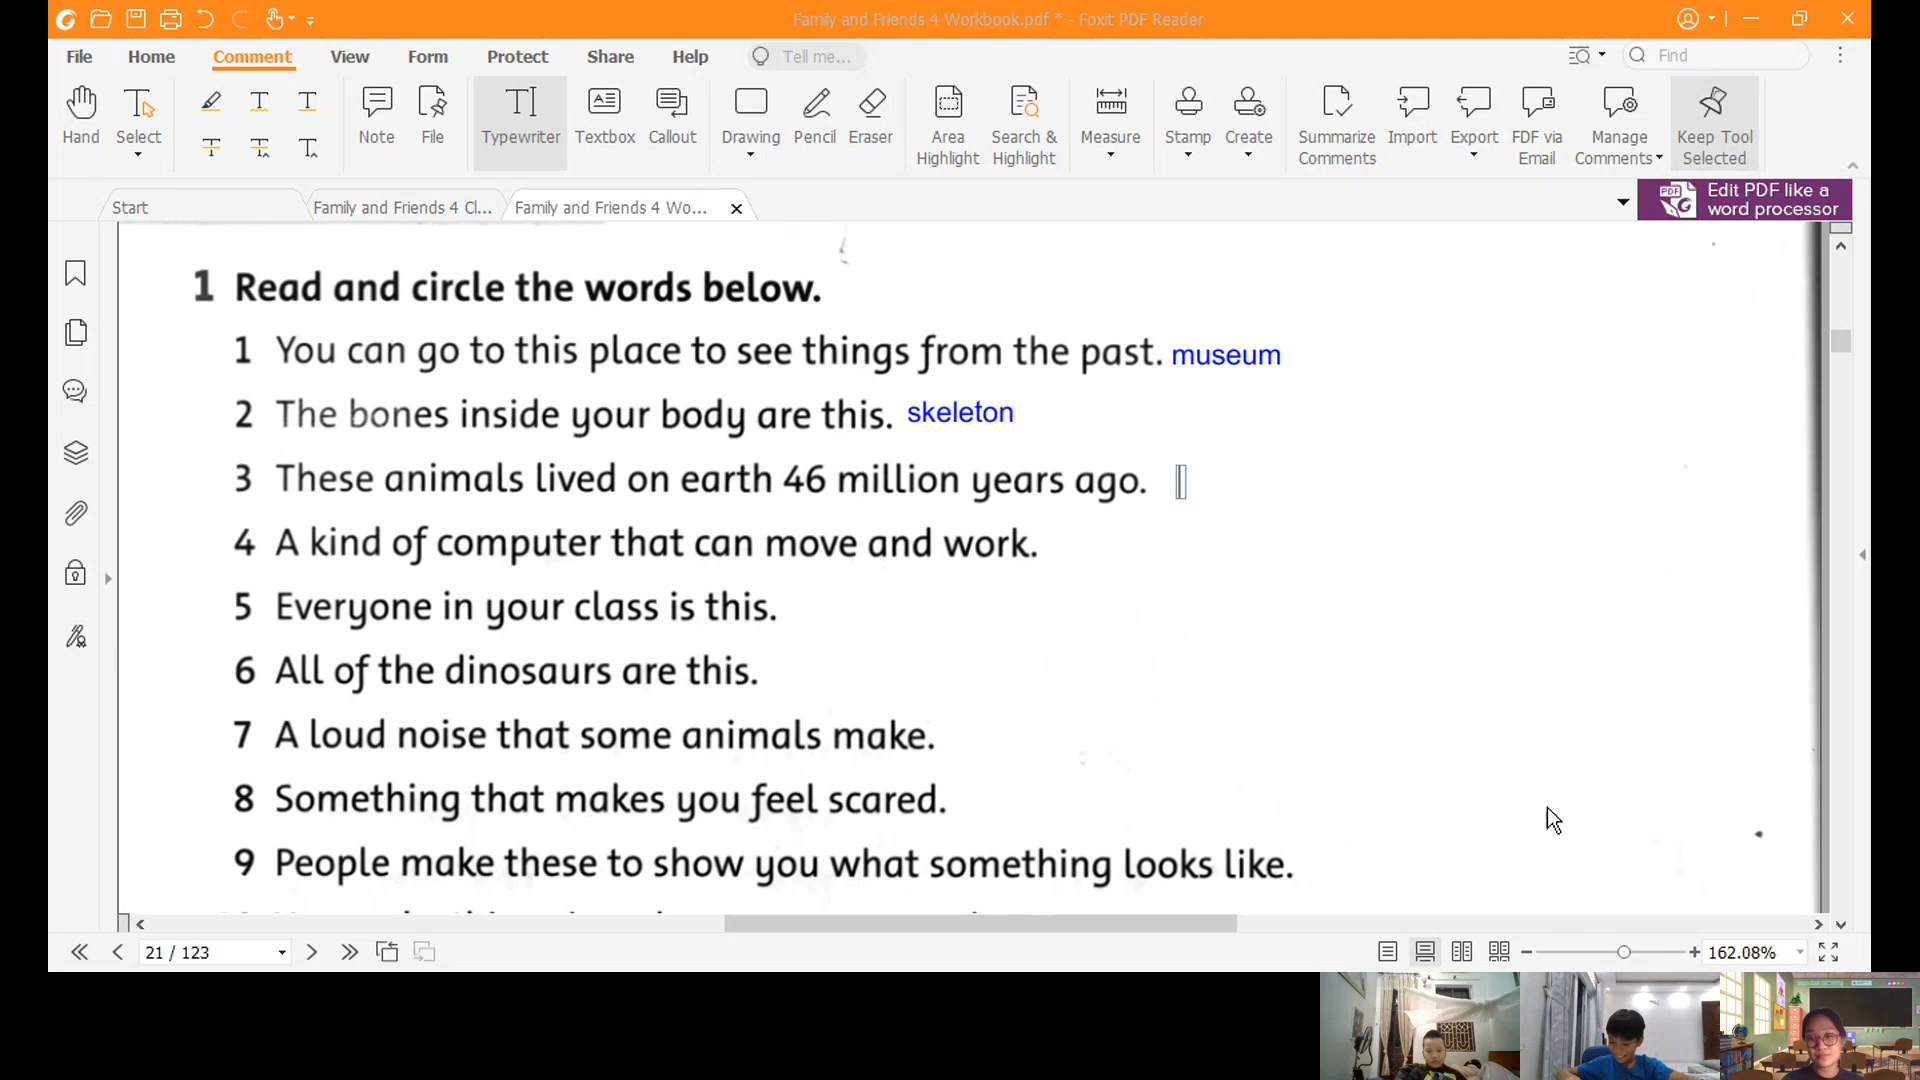 Family and Friends 4 Workbook.pdf * - Foxit PDF Reader
File Home Comment View Form Protect Share Help Tell me... Find
Hand Select Note File Typewriter Textbox Callout Drawing Pencil Eraser Area Highlight Search & Highlight Measure Stamp Create Summarize Comments Import Export FDF via Email Manage Comments Keep Tool Selected
Start Family and Friends 4 Cl... Family and Friends 4 Wo...
Edit PDF like a
word processor
1 Read and circle the words below.
1 You can go to this place to see things from the past. museum
2 The bones inside your body are this. skeleton
3 These animals lived on earth 46 million years ago.
4 A kind of computer that can move and work.
5 Everyone in your class is this.
6 All of the dinosaurs are this.
7 A loud noise that some animals make.
8 Something that makes you feel scared.
9 People make these to show you what something looks like.
21 / 123 162.08%